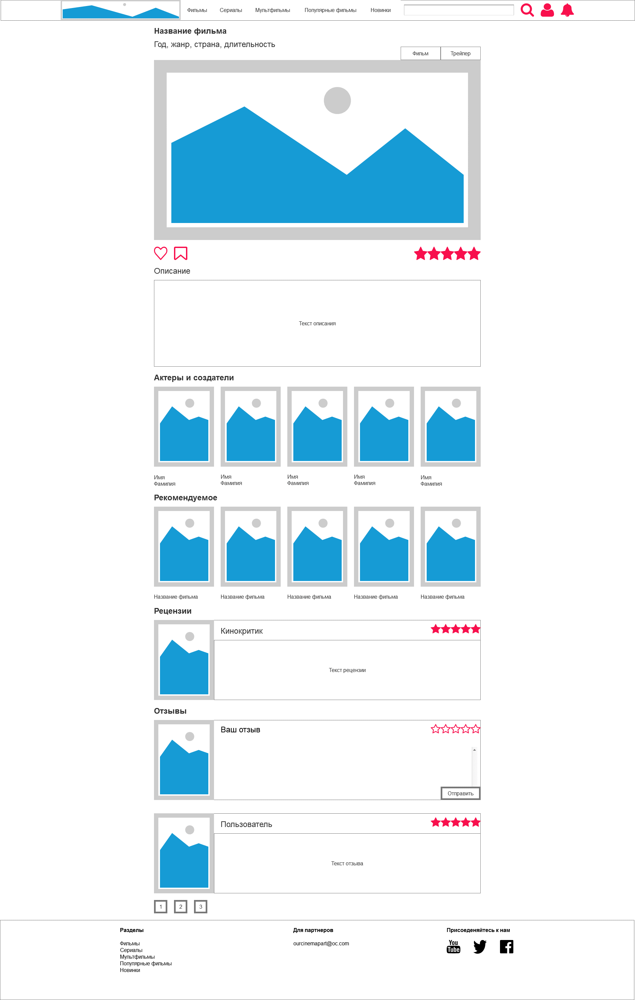 Фильмы Сериалы Мультфильмы Популярные фильмы Новинки
Название фильма
Год, жанр, страна, длительность
Фильм Трейлер
Описание
Текст описания
Актеры и создатели
Имя Имя Имя Имя Имя
Фамилия Фамилия Фамилия Фамилия Фамилия
Рекомендуемое
Название фильма Название фильма Название фильма Название фильма Название фильма
Рецензии
Кинокритик
Текст рецензии
Отзывы
Ваш отзыв
Отправить
Пользователь
Текст отзыва
1 2 3
Разделы
Фильмы
Сериалы
Мультфильмы
Популярные фильмы
Новинки
Для партнеров
ourcinemapart@oc.com
Присоеденяйтесь к нам
You
Tube